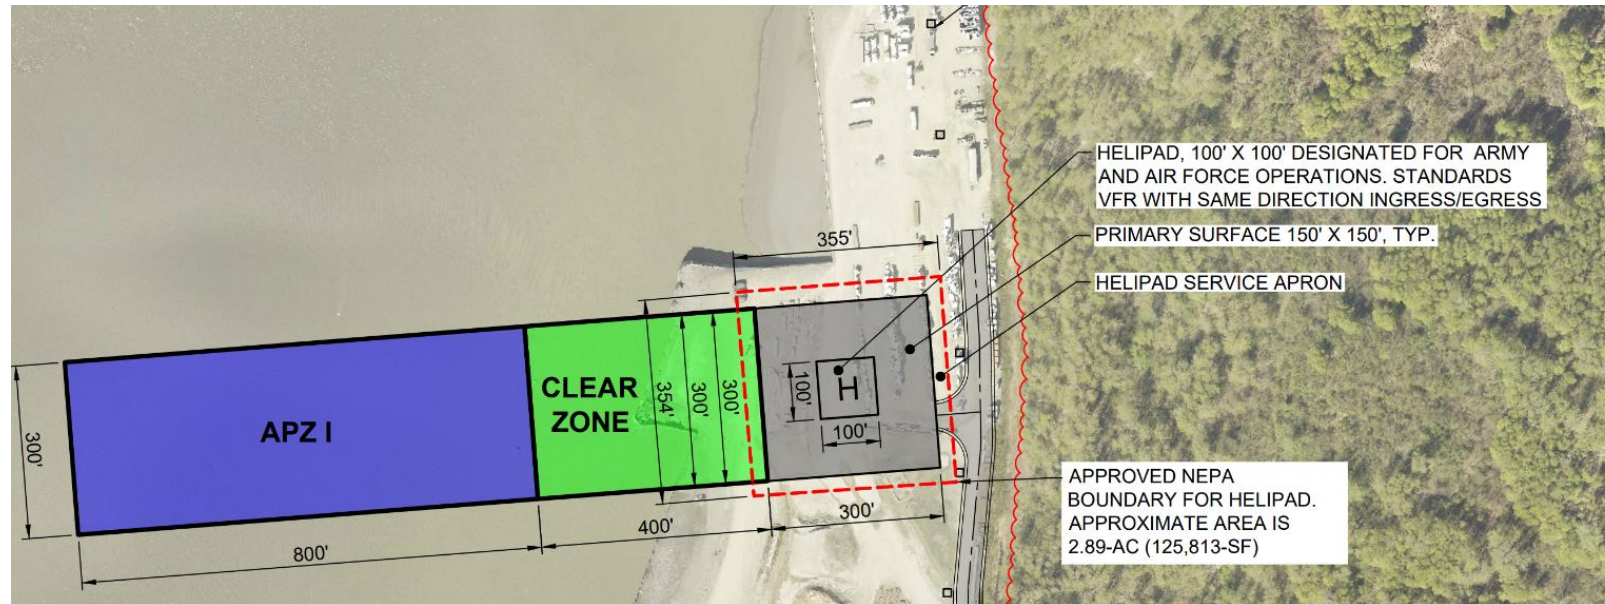 HELIPAD, 100' X 100' DESIGNATED FOR ARMY
AND AIR FORCE OPERATIONS. STANDARDS
VFR WITH SAME DIRECTION INGRESS/EGRESS
355'
PRIMARY SURFACE 150' X 150', TYP.
HELIPAD SERVICE APRON
300'
APZ I
CLEAR
ZONE
354'
300'
300'
100'
H
100'
800'
400'
300'
APPROVED NEPA
BOUNDARY FOR HELIPAD.
APPROXIMATE AREA IS
2.89-AC (125,813-SF)